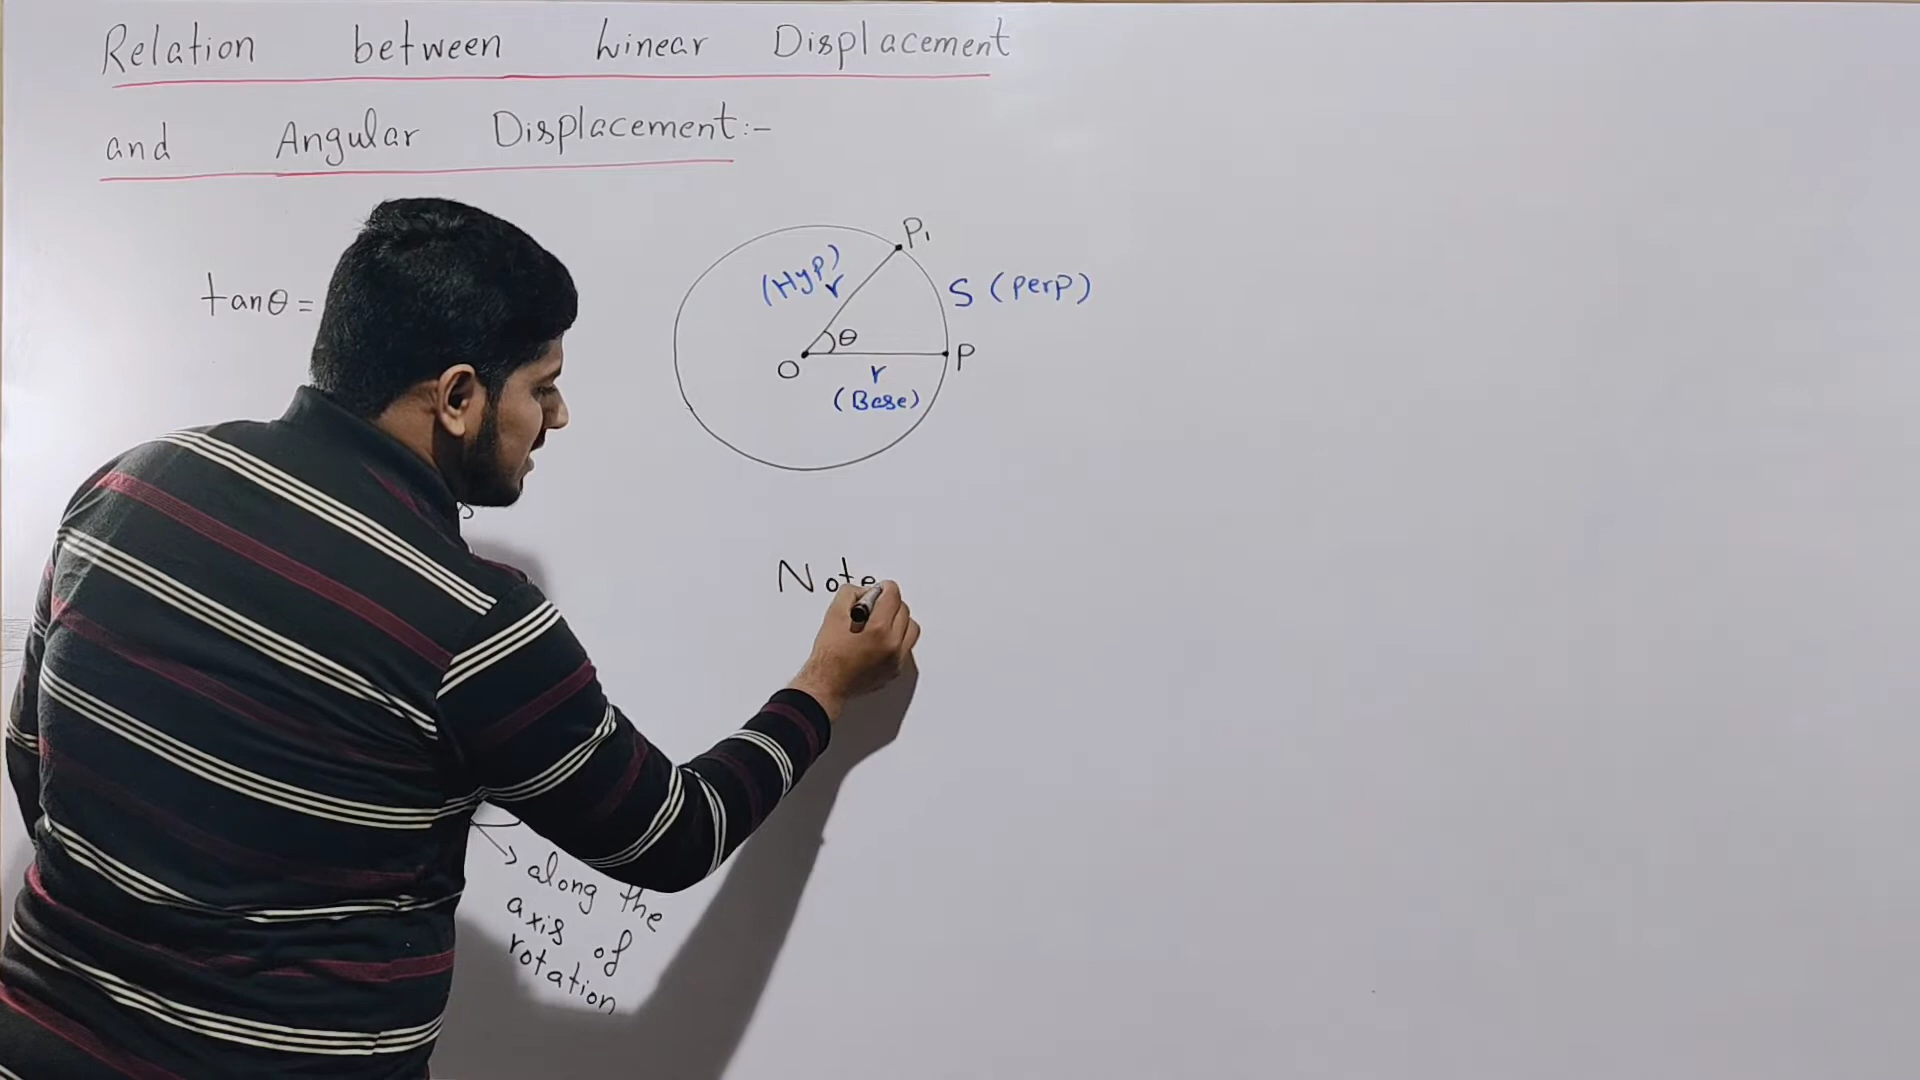 Relation between Linear Displacement
and Angular Displacement:-
P₁
(Hyp)
r
S (perp)
tanθ =
θ
O
P
r
(Base)
Note
along the
axis of
rotation